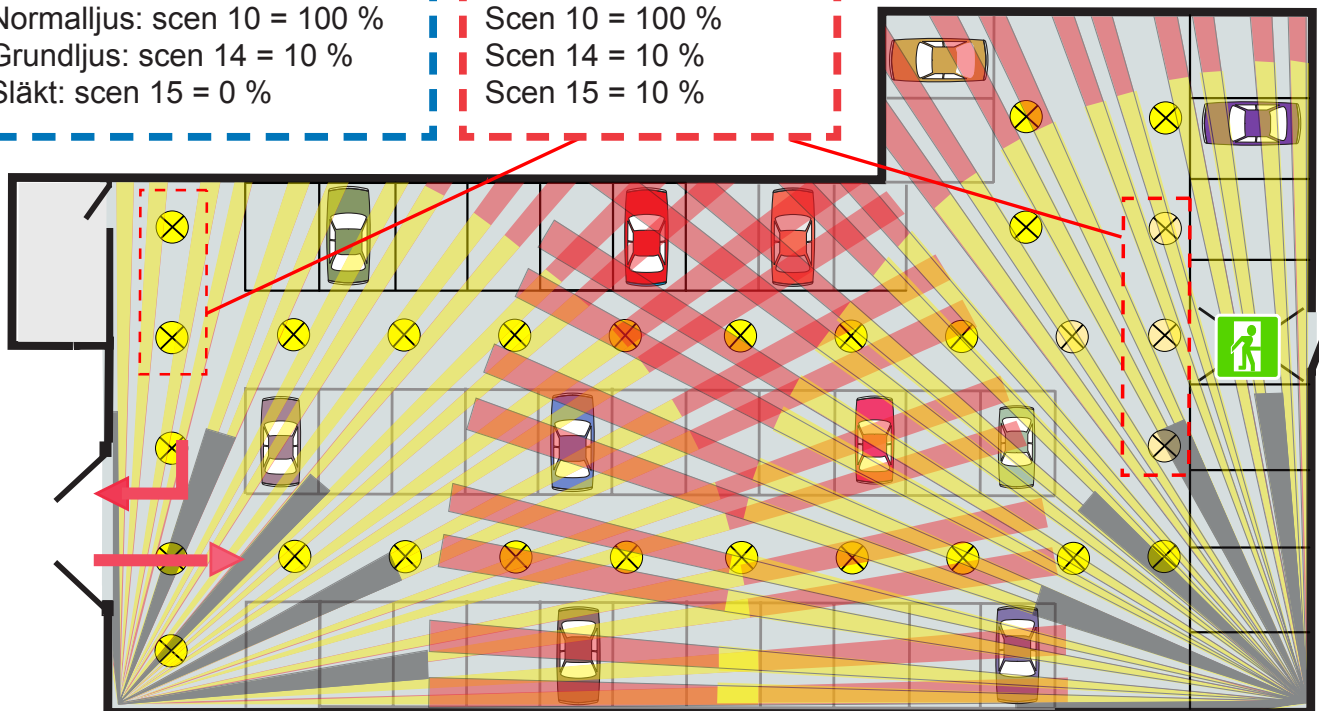 Normalljus: scen 10 = 100 %
Grundljus: scen 14 = 10 %
Släkt: scen 15 = 0 %
Scen 10 = 100 %
Scen 14 = 10 %
Scen 15 = 10 %